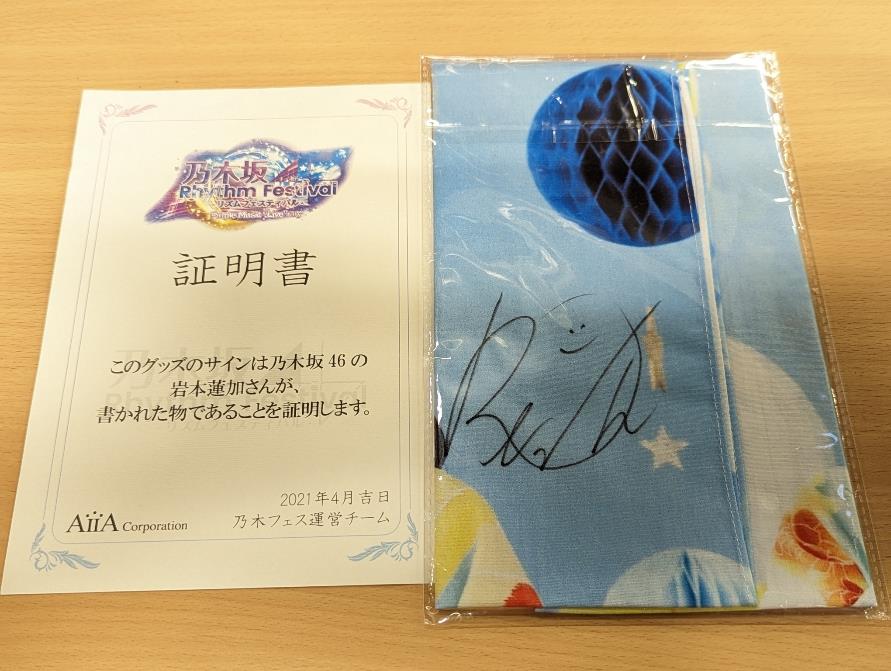 乃木坂46
Rhythm Festival
リズムフェスティバル
証明書
このグッズのサインは乃木坂46の
岩本蓮加さんが、
書かれた物であることを証明します。
2021年4月吉日
AiiA Corporation
乃木フェス運営チーム